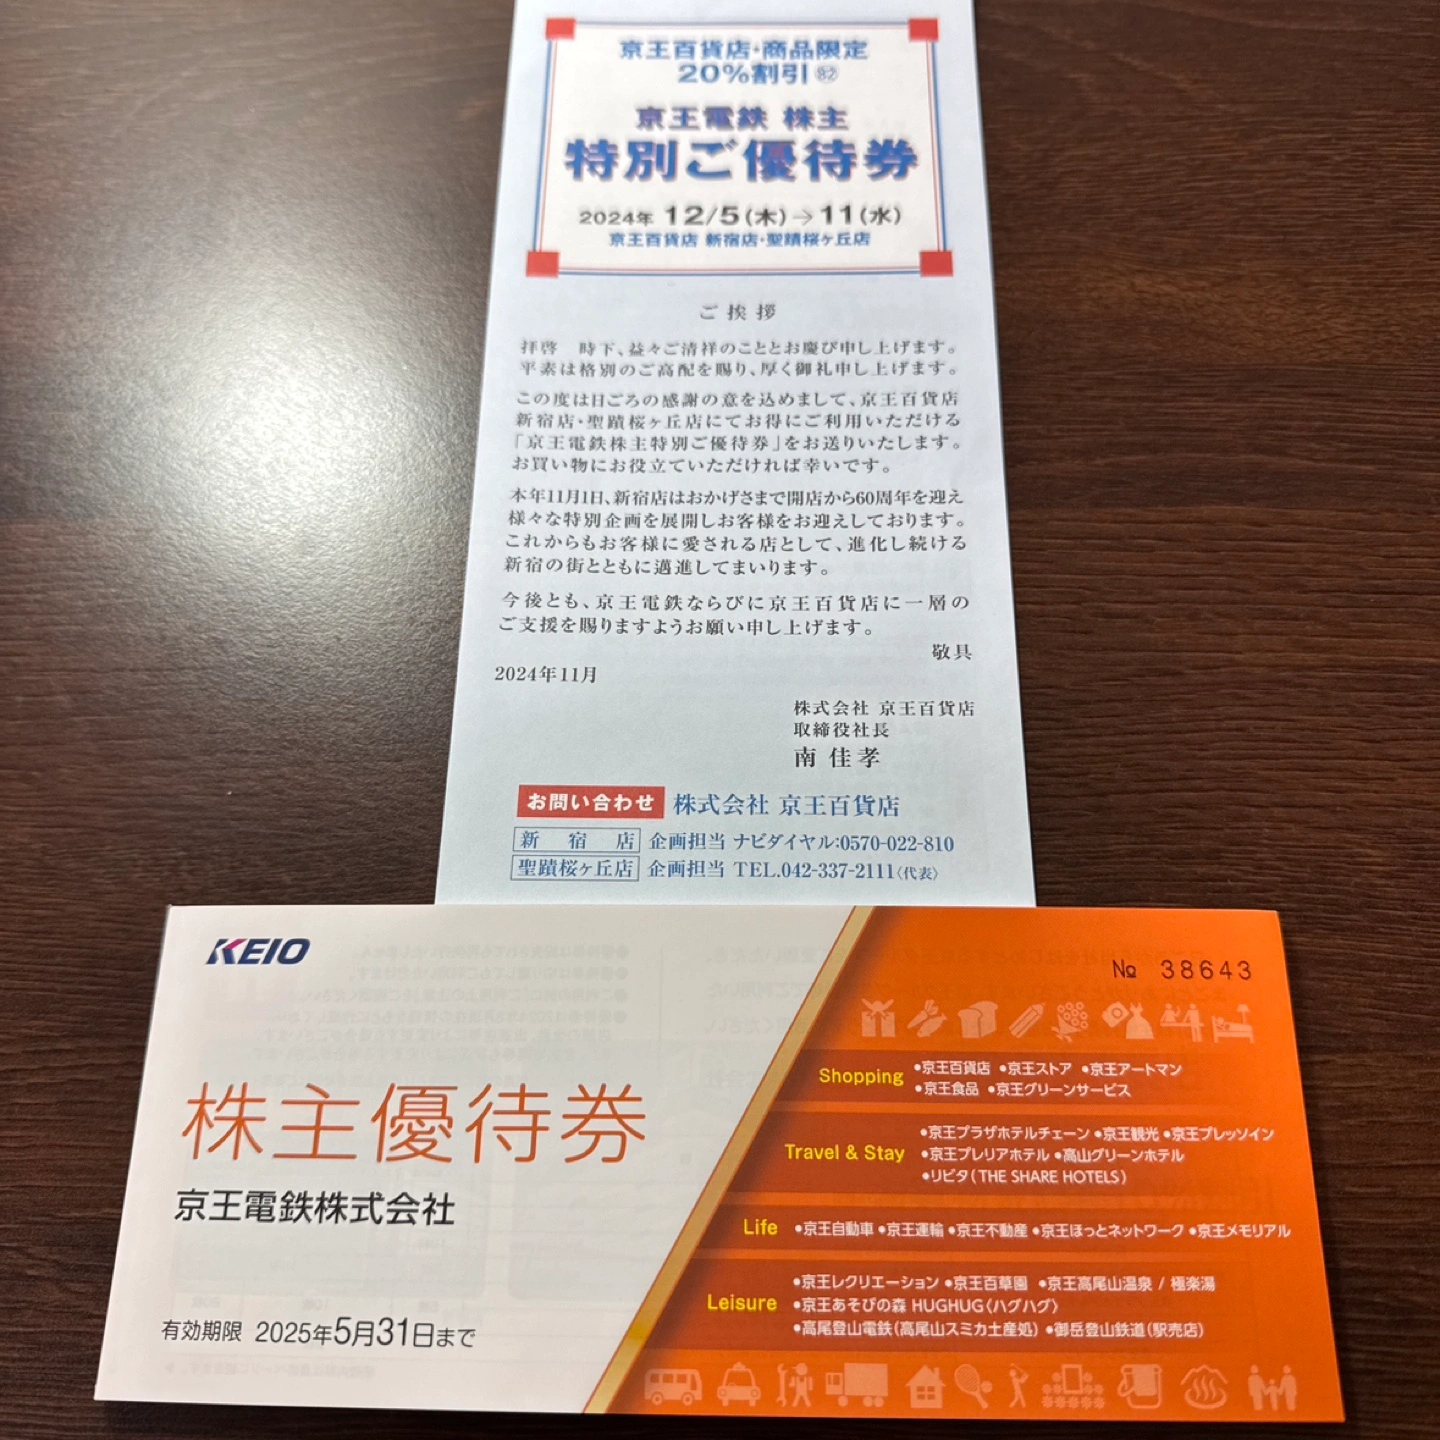 京王百貨店・商品限定
20%割引 82
京王電鉄 株主
特別ご優待券
2024年 12/5(木)→11(水)
京王百貨店 新宿店・聖蹟桜ヶ丘店
ご挨拶
拝啓 時下、益々ご清祥のこととお慶び申し上げます。
平素は格別のご高配を賜り、厚く御礼申し上げます。
この度は日ごろの感謝の意を込めまして、京王百貨店
新宿店・聖蹟桜ヶ丘店にてお得にご利用いただける
「京王電鉄株主特別ご優待券」をお送りいたします。
お買い物にお役立ていただければ幸いです。
本年11月1日、新宿店はおかげさまで開店から60周年を迎え
様々な特別企画を展開しお客様をお迎えしております。
これからもお客様に愛される店として、進化し続ける
新宿の街とともに邁進してまいります。
今後とも、京王電鉄ならびに京王百貨店に一層の
ご支援を賜りますようお願い申し上げます。
敬具
2024年11月
株式会社 京王百貨店
取締役社長
南 佳孝
お問い合わせ 株式会社 京王百貨店
新宿店 企画担当 ナビダイヤル:0570-022-810
聖蹟桜ヶ丘店 企画担当 TEL.042-337-2111〈代表〉
KEIO
№ 38643
株主優待券
京王電鉄株式会社
有効期限 2025年5月31日まで
Shopping ●京王百貨店 ●京王ストア ●京王アートマン
●京王食品 ●京王グリーンサービス
Travel & Stay ●京王プラザホテルチェーン ●京王観光 ●京王プレッソイン
●京王プレリアホテル ●高山グリーンホテル
●リビタ(THE SHARE HOTELS)
Life ●京王自動車 ●京王運輸 ●京王不動産 ●京王ほっとネットワーク ●京王メモリアル
Leisure ●京王レクリエーション ●京王百草園 ●京王高尾山温泉 / 極楽湯
●京王あそびの森 HUGHUG〈ハグハグ〉
●高尾登山電鉄(高尾山スミカ土産処) ●御岳登山鉄道(駅売店)